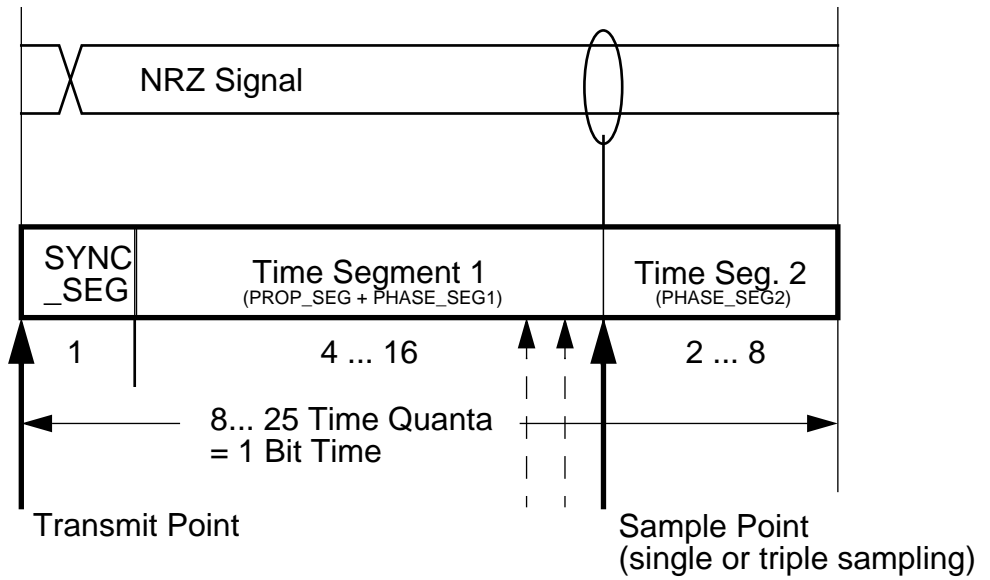 NRZ Signal
SYNC
_SEG
Time Segment 1
(PROP_SEG + PHASE_SEG1)
Time Seg. 2
(PHASE_SEG2)
1
4 ... 16
2 ... 8
8... 25 Time Quanta
= 1 Bit Time
Transmit Point
Sample Point
(single or triple sampling)